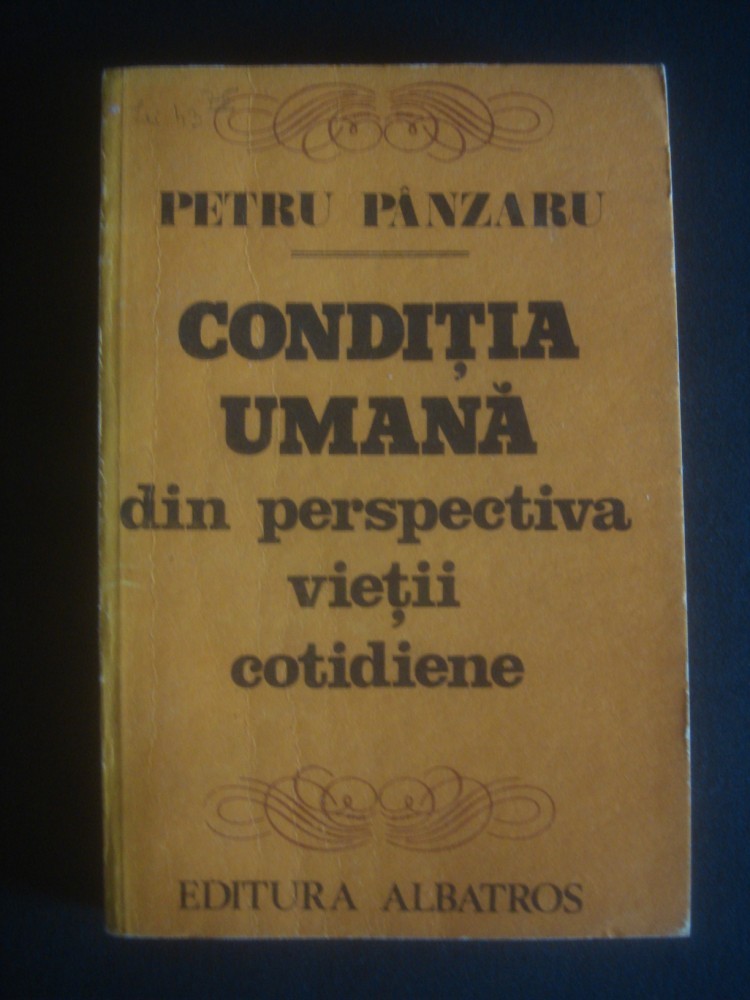 PETRU PÂNZARU
CONDIȚIA
UMANĂ
din perspectiva
vieții
cotidiene
EDITURA ALBATROS